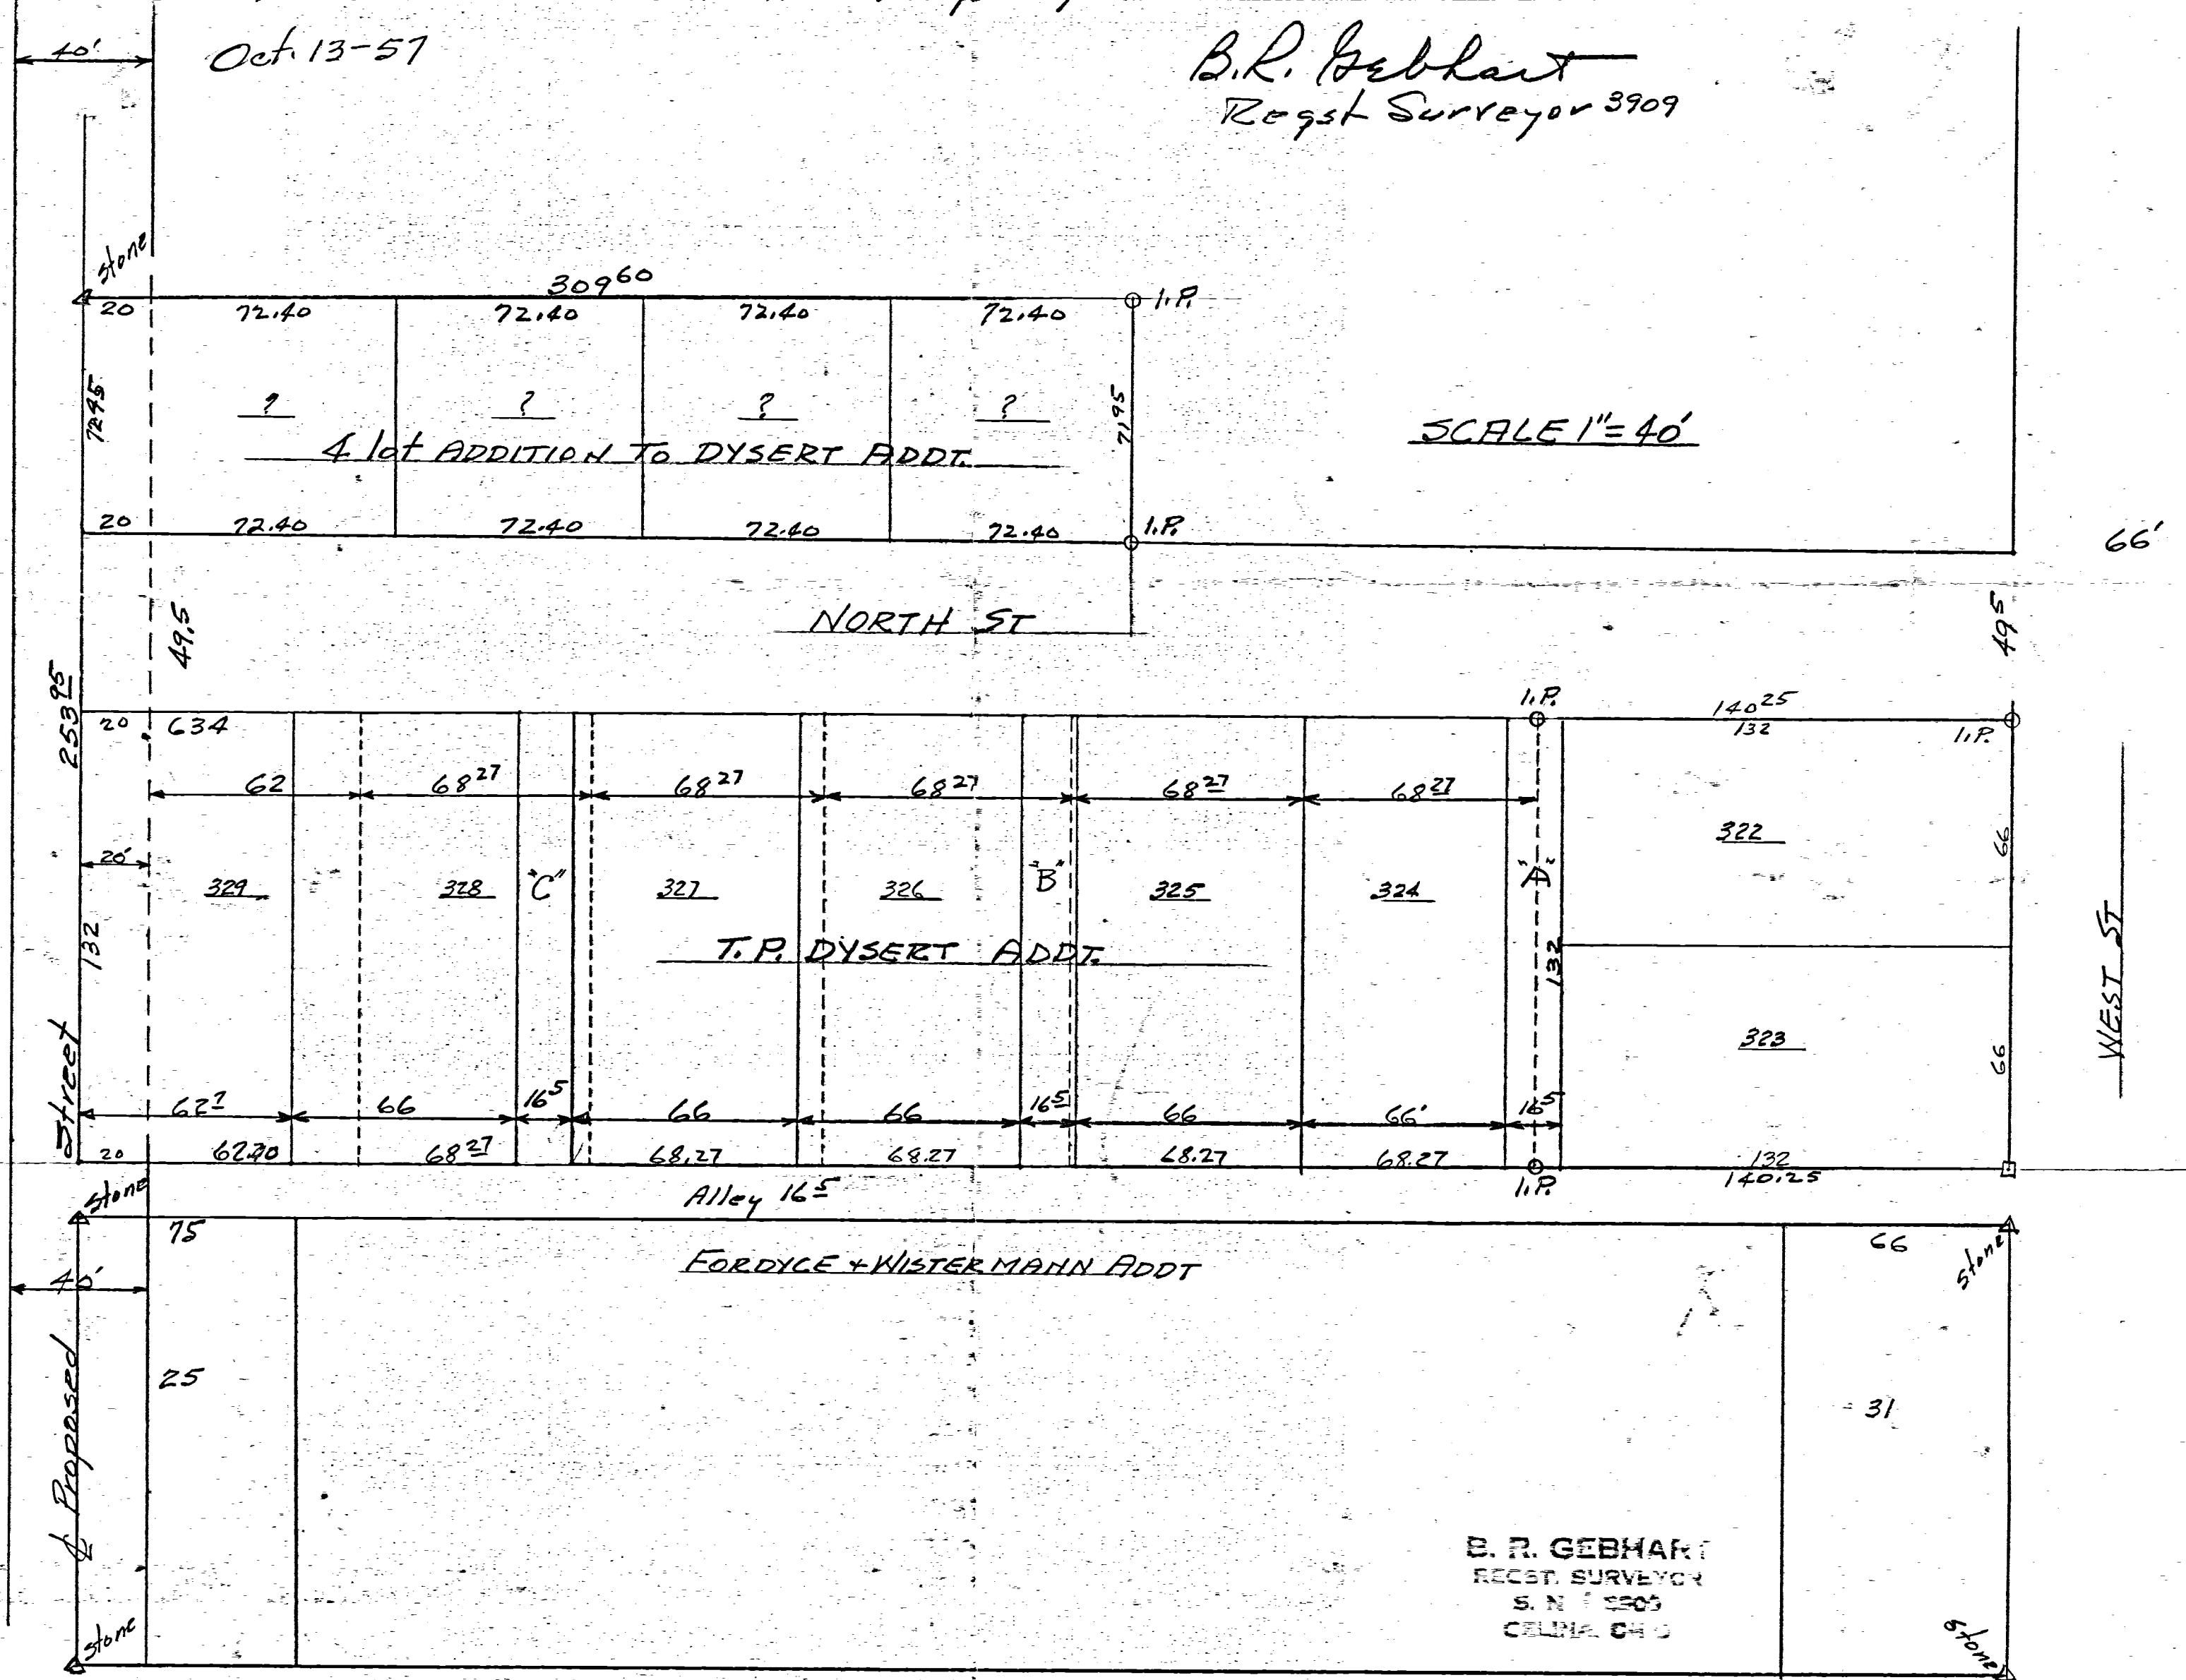 40'
Oct. 13-57
B.R. Gebhart
Regst Surveyor 3909
stone
309 60
I.P.
20 72.40 72.40 72.40 72.40
7295
? ? ? ?
7195
4 lot ADDITION TO DYSERT ADDT.
SCALE 1"=40'
20 72.40 72.40 72.40 72.40 I.P.
66'
49.5
NORTH ST
49 5
253 95
I.P.
140 25
20 634
132
I.P.
62 68 27 68 27 68 27 68 27 68 27
322
66
20'
329 328 "C" 327 326 "B" 325 324 "A"
132
T.P. DYSERT ADDT.
132
WEST ST
Street
323
66
62 7 66 16 5 66 66 16 5 66 66' 16 5
20 68 27 68.27 68.27 68.27 68.27 132
140.25
stone
Alley 16 5
I.P.
75
FORDYCE + WISTERMANN ADDT
66
stone
40'
25
31
℄ Proposed
B. R. GEBHART
REGST. SURVEYOR
stone
stone